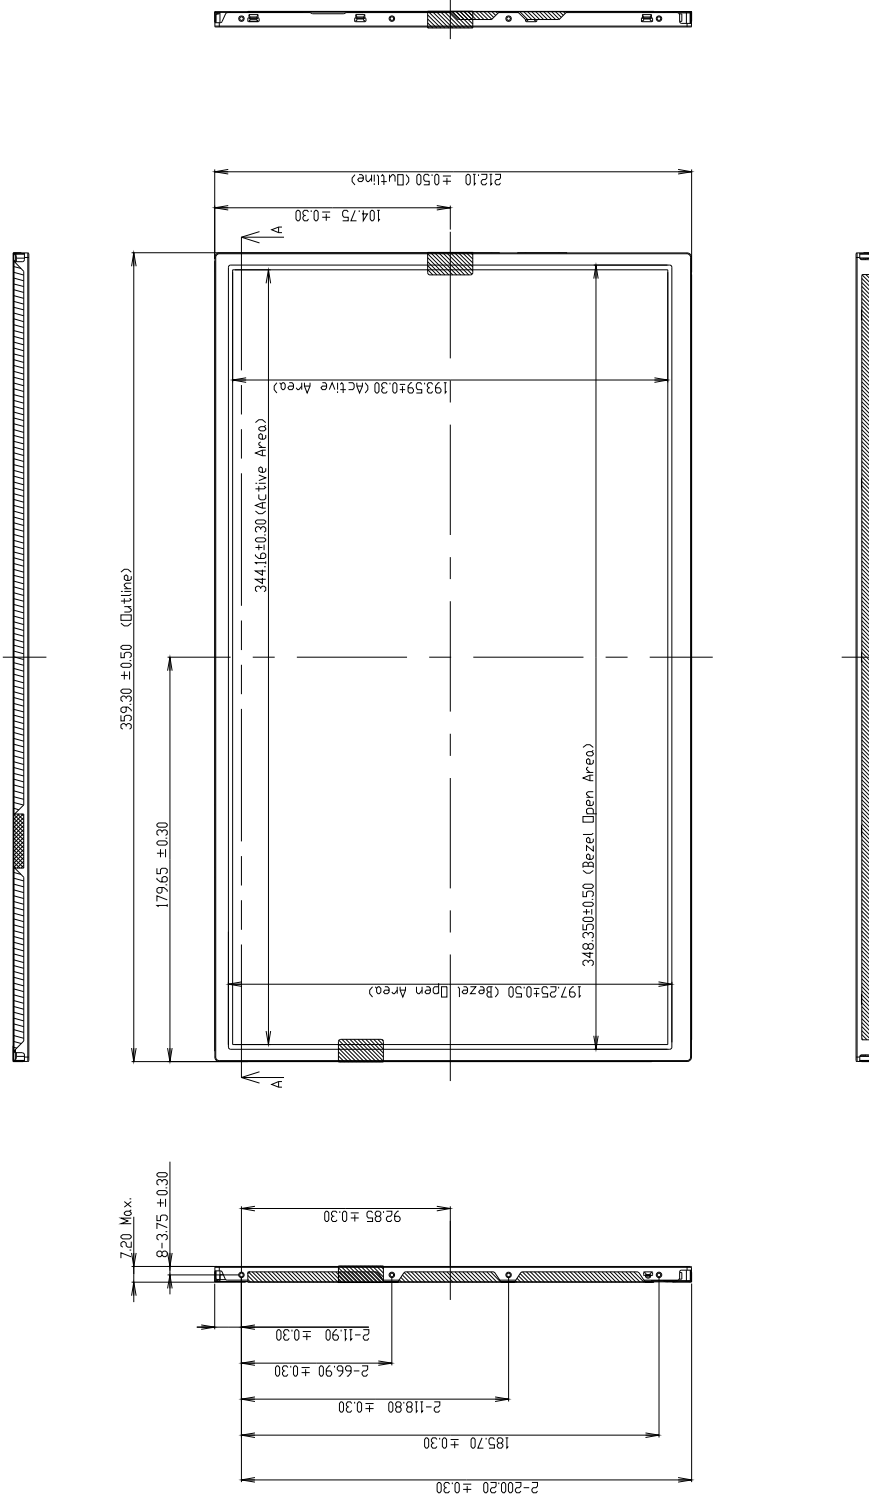 212.10 ±0.50 (Outline)
104.75 ±0.30
A
193.59±0.30 (Active Area)
344.16±0.30 (Active Area)
359.30 ±0.50 (Outline)
179.65 ±0.30
348.350±0.50 (Bezel Open Area)
197.25±0.50 (Bezel Open Area)
A
7.20 Max.
8-3.75 ±0.30
92.85 ±0.30
2-11.90 ±0.30
2-66.90 ±0.30
2-118.80 ±0.30
185.70 ±0.30
2-200.20 ±0.30